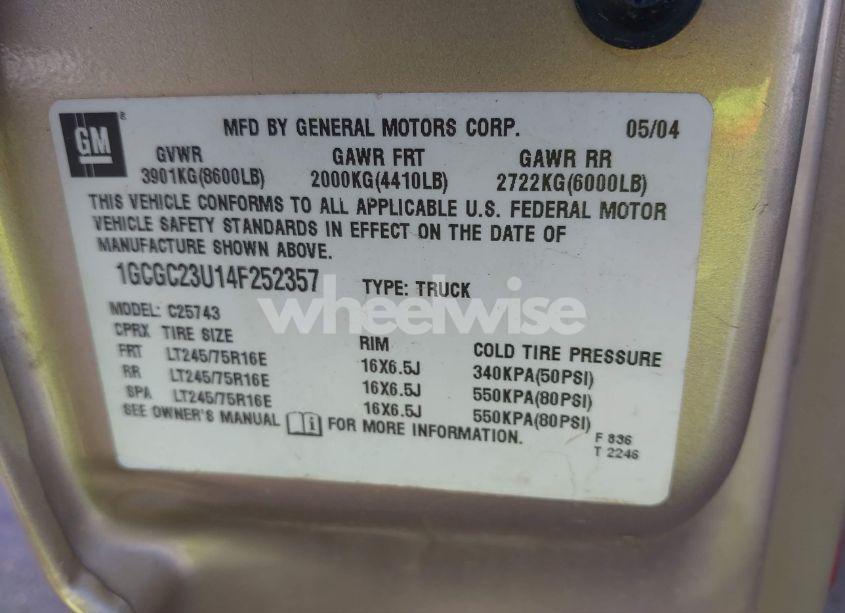 GM
MFD BY GENERAL MOTORS CORP. 05/04
GVWR GAWR FRT GAWR RR
3901KG(8600LB) 2000KG(4410LB) 2722KG(6000LB)
THIS VEHICLE CONFORMS TO ALL APPLICABLE U.S. FEDERAL MOTOR
VEHICLE SAFETY STANDARDS IN EFFECT ON THE DATE OF
MANUFACTURE SHOWN ABOVE.
1GCGC23U14F252357 TYPE: TRUCK
wheelwise
MODEL: C25743
CPRX TIRE SIZE RIM COLD TIRE PRESSURE
FRT LT245/75R16E 16X6.5J 340KPA(50PSI)
RR LT245/75R16E 16X6.5J 550KPA(80PSI)
SPA LT245/75R16E 16X6.5J 550KPA(80PSI)
SEE OWNER'S MANUAL FOR MORE INFORMATION.
F 836
T 2246